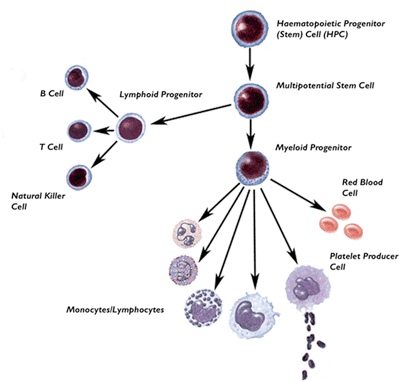 Haematopoietic Progenitor
(Stem) Cell (HPC)
B Cell
Lymphoid Progenitor
Multipotential Stem Cell
T Cell
Myeloid Progenitor
Natural Killer
Cell
Red Blood
Cell
Platelet Producer
Cell
Monocytes/Lymphocytes